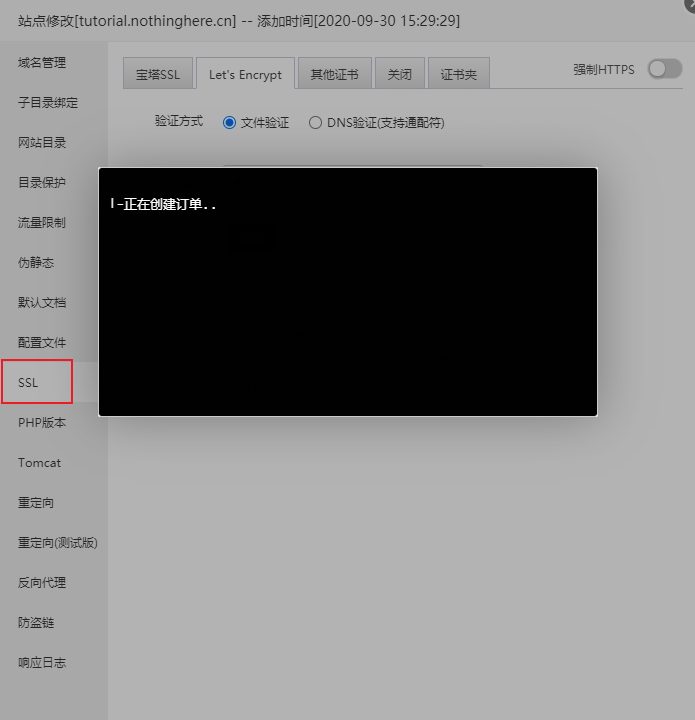 站点修改[tutorial.nothinghere.cn] -- 添加时间[2020-09-30 15:29:29]
域名管理
子目录绑定
网站目录
目录保护
流量限制
伪静态
默认文档
配置文件
SSL
PHP版本
Tomcat
重定向
重定向(测试版)
反向代理
防盗链
响应日志
宝塔SSL
Let's Encrypt
其他证书
关闭
证书夹
强制HTTPS
验证方式
文件验证
DNS验证(支持通配符)
|-正在创建订单..